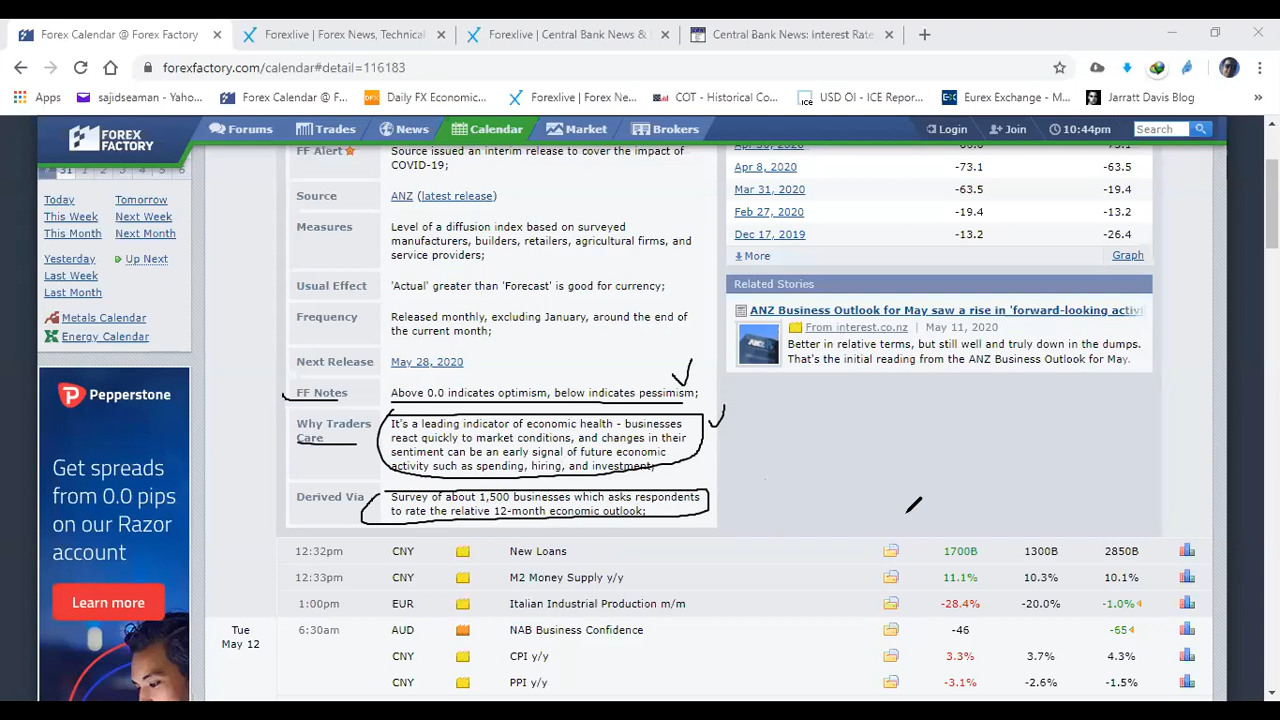 Forex Calendar @ Forex Factory
Forexlive | Forex News, Technical
Forexlive | Central Bank News &
Central Bank News: Interest Rate
forexfactory.com/calendar#detail=116183
Apps
sajidseaman - Yahoo...
Forex Calendar @ F...
Daily FX Economic...
Forexlive | Forex Ne...
COT - Historical Co...
USD OI - ICE Repor...
Eurex Exchange - M...
Jarratt Davis Blog
»
FOREX
FACTORY
Forums
Trades
News
Calendar
Market
Brokers
Login
Join
10:44pm
Search
31 1 2 3 4 5 6
Today Tomorrow
This Week Next Week
This Month Next Month
Yesterday Up Next
Last Week
Last Month
Metals Calendar
Energy Calendar
Pepperstone
Get spreads
from 0.0 pips
on our Razor
account
Learn more
FF Alert
Source issued an interim release to cover the impact of
COVID-19;
Source
ANZ (latest release)
Measures
Level of a diffusion index based on surveyed
manufacturers, builders, retailers, agricultural firms, and
service providers;
Usual Effect
'Actual' greater than 'Forecast' is good for currency;
Frequency
Released monthly, excluding January, around the end of
the current month;
Next Release
May 28, 2020
FF Notes
Above 0.0 indicates optimism, below indicates pessimism;
Why Traders
Care
It's a leading indicator of economic health - businesses
react quickly to market conditions, and changes in their
sentiment can be an early signal of future economic
activity such as spending, hiring, and investment;
Derived Via
Survey of about 1,500 businesses which asks respondents
to rate the relative 12-month economic outlook;
Apr 8, 2020 -73.1 -63.5
Mar 31, 2020 -63.5 -19.4
Feb 27, 2020 -19.4 -13.2
Dec 17, 2019 -13.2 -26.4
More
Graph
Related Stories
ANZ Business Outlook for May saw a rise in 'forward-looking activi
From interest.co.nz | May 11, 2020
Better in relative terms, but still well and truly down in the dumps.
That's the initial reading from the ANZ Business Outlook for May.
12:32pm CNY New Loans 1700B 1300B 2850B
12:33pm CNY M2 Money Supply y/y 11.1% 10.3% 10.1%
1:00pm EUR Italian Industrial Production m/m -28.4% -20.0% -1.0%
Tue
May 12
6:30am AUD NAB Business Confidence -46 -65
CNY CPI y/y 3.3% 3.7% 4.3%
CNY PPI y/y -3.1% -2.6% -1.5%